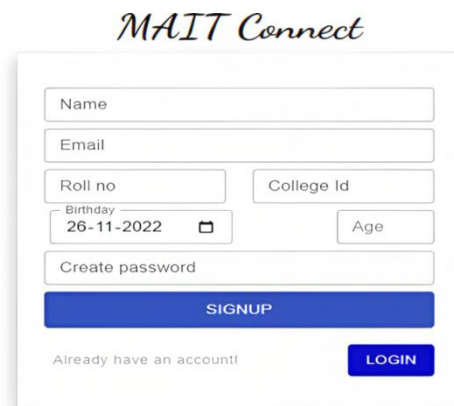 MAIT Connect
Name
Email
Roll no College Id
Birthday
26-11-2022 Age
Create password
SIGNUP
Already have an account! LOGIN